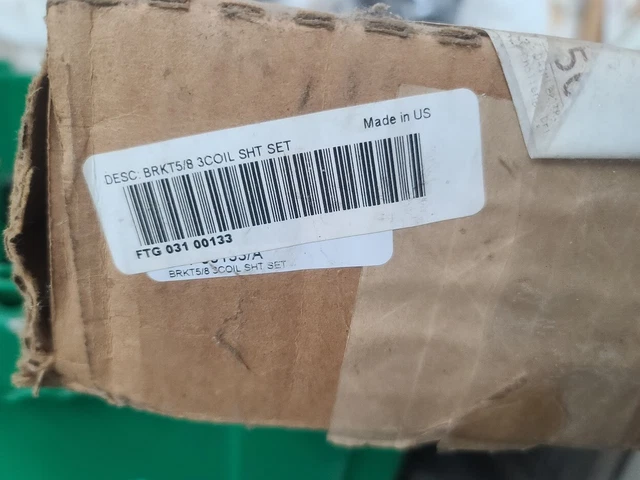 Made in US
DESC: BRKT5/8 3COIL SHT SET
FTG 031 00133
BRKT5/8 3COIL SHT SET